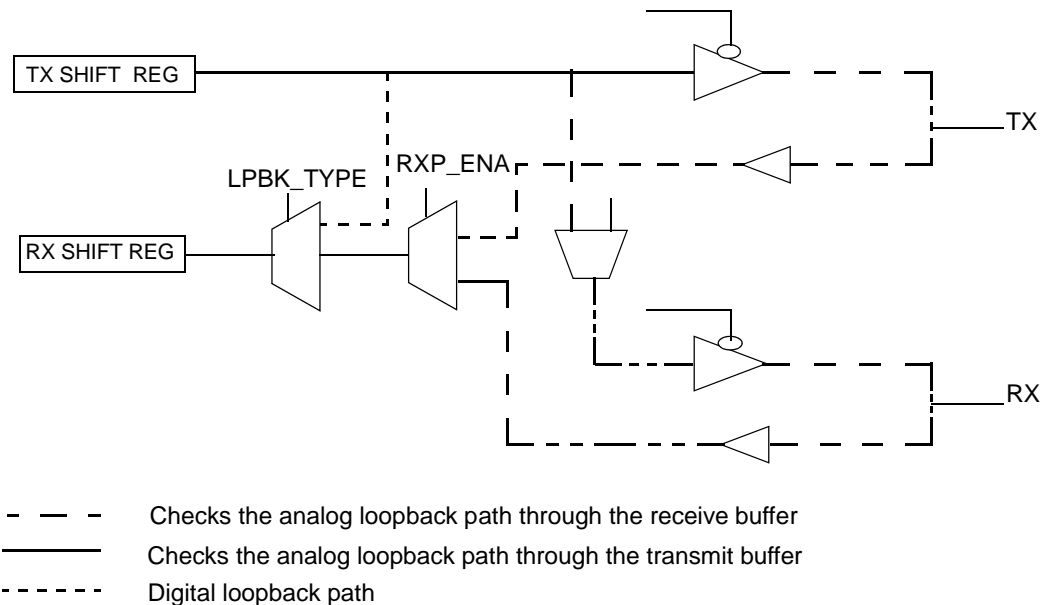 TX SHIFT REG
TX
LPBK_TYPE
RXP_ENA
RX SHIFT REG
RX
Checks the analog loopback path through the receive buffer
Checks the analog loopback path through the transmit buffer
Digital loopback path